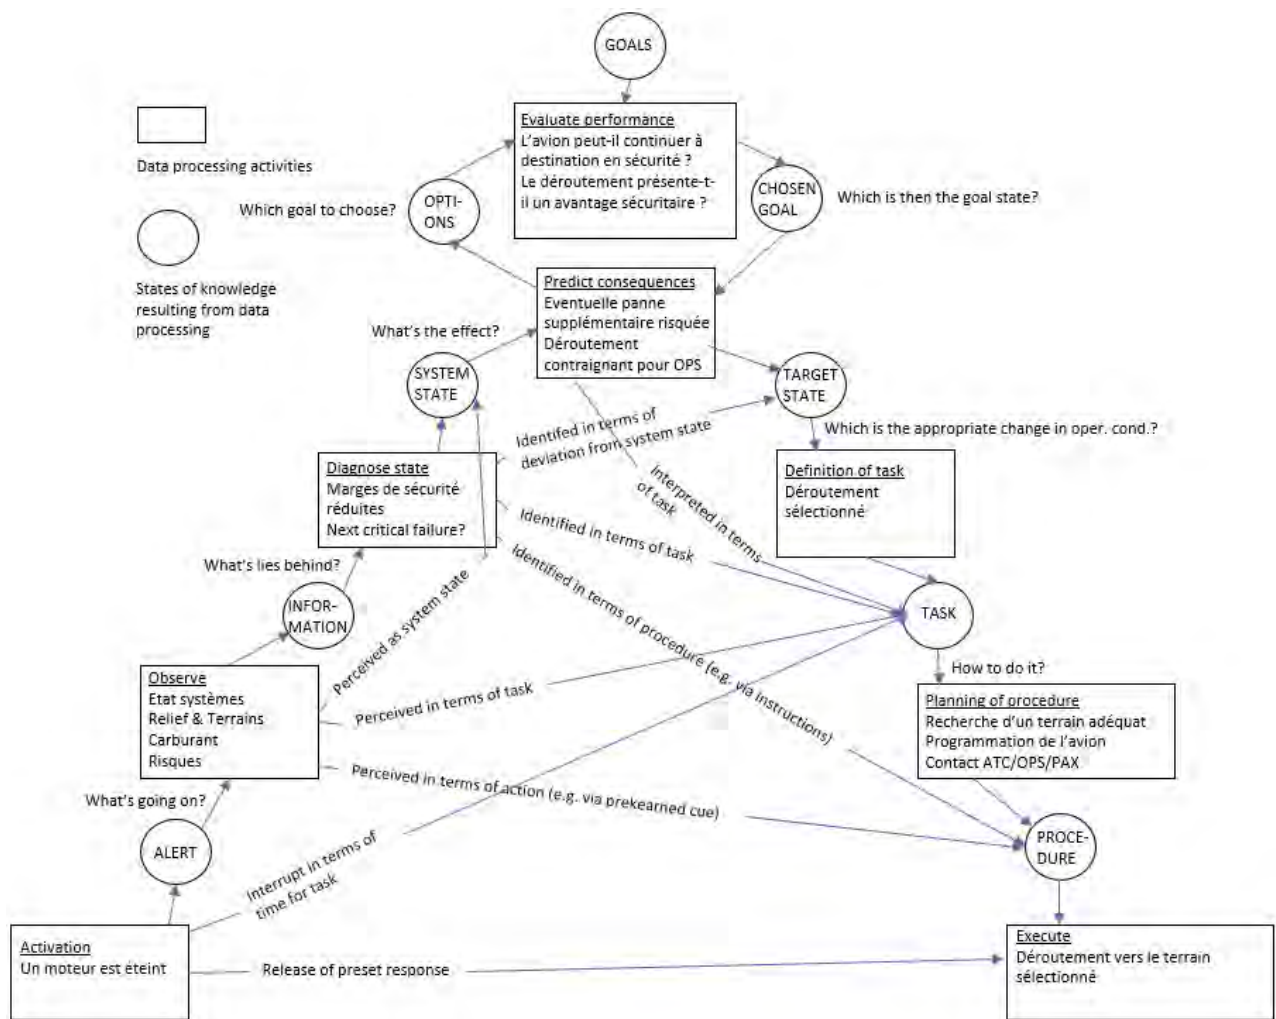 GOALS
Evaluate performance
L'avion peut-il continuer à
destination en sécurité ?
Le déroutement présente-t-
il un avantage sécuritaire ?
Data processing activities
Which goal to choose?
OPTI-
ONS
CHOSEN
GOAL
Which is then the goal state?
States of knowledge
resulting from data
processing
Predict consequences
Eventuelle panne
supplémentaire risquée
Déroutement
contraignant pour OPS
What's the effect?
SYSTEM
STATE
TARGET
STATE
Which is the appropriate change in oper. cond.?
Identifed in terms of
deviation from system state
Diagnose state
Marges de sécurité
réduites
Next critical failure?
Interpreted in terms
of task
Definition of task
Déroutement
sélectionné
Identified in terms of task
Identified in terms of procedure (e.g. via instructions)
What's lies behind?
INFOR-
MATION
TASK
Perceived as system state
How to do it?
Observe
Etat systèmes
Relief & Terrains
Carburant
Risques
Perceived in terms of task
Planning of procedure
Recherche d'un terrain adéquat
Programmation de l'avion
Contact ATC/OPS/PAX
Perceived in terms of action (e.g. via prekearned cue)
What's going on?
ALERT
PROCE-
DURE
Interrupt in terms of
time for task
Activation
Un moteur est éteint
Release of preset response
Execute
Déroutement vers le terrain
sélectionné